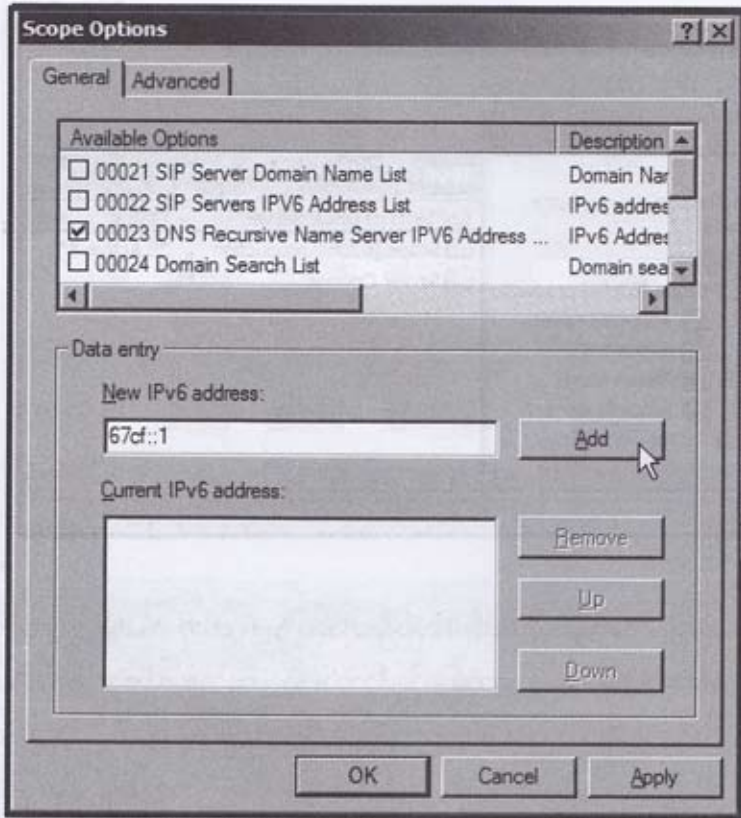 Scope Options
General Advanced
Available Options Description
00021 SIP Server Domain Name List Domain Nar
00022 SIP Servers IPV6 Address List IPv6 addres
00023 DNS Recursive Name Server IPV6 Address ... IPv6 Addres
00024 Domain Search List Domain sea
Data entry
New IPv6 address:
67cf::1 Add
Current IPv6 address:
Remove
Up
Down
OK Cancel Apply